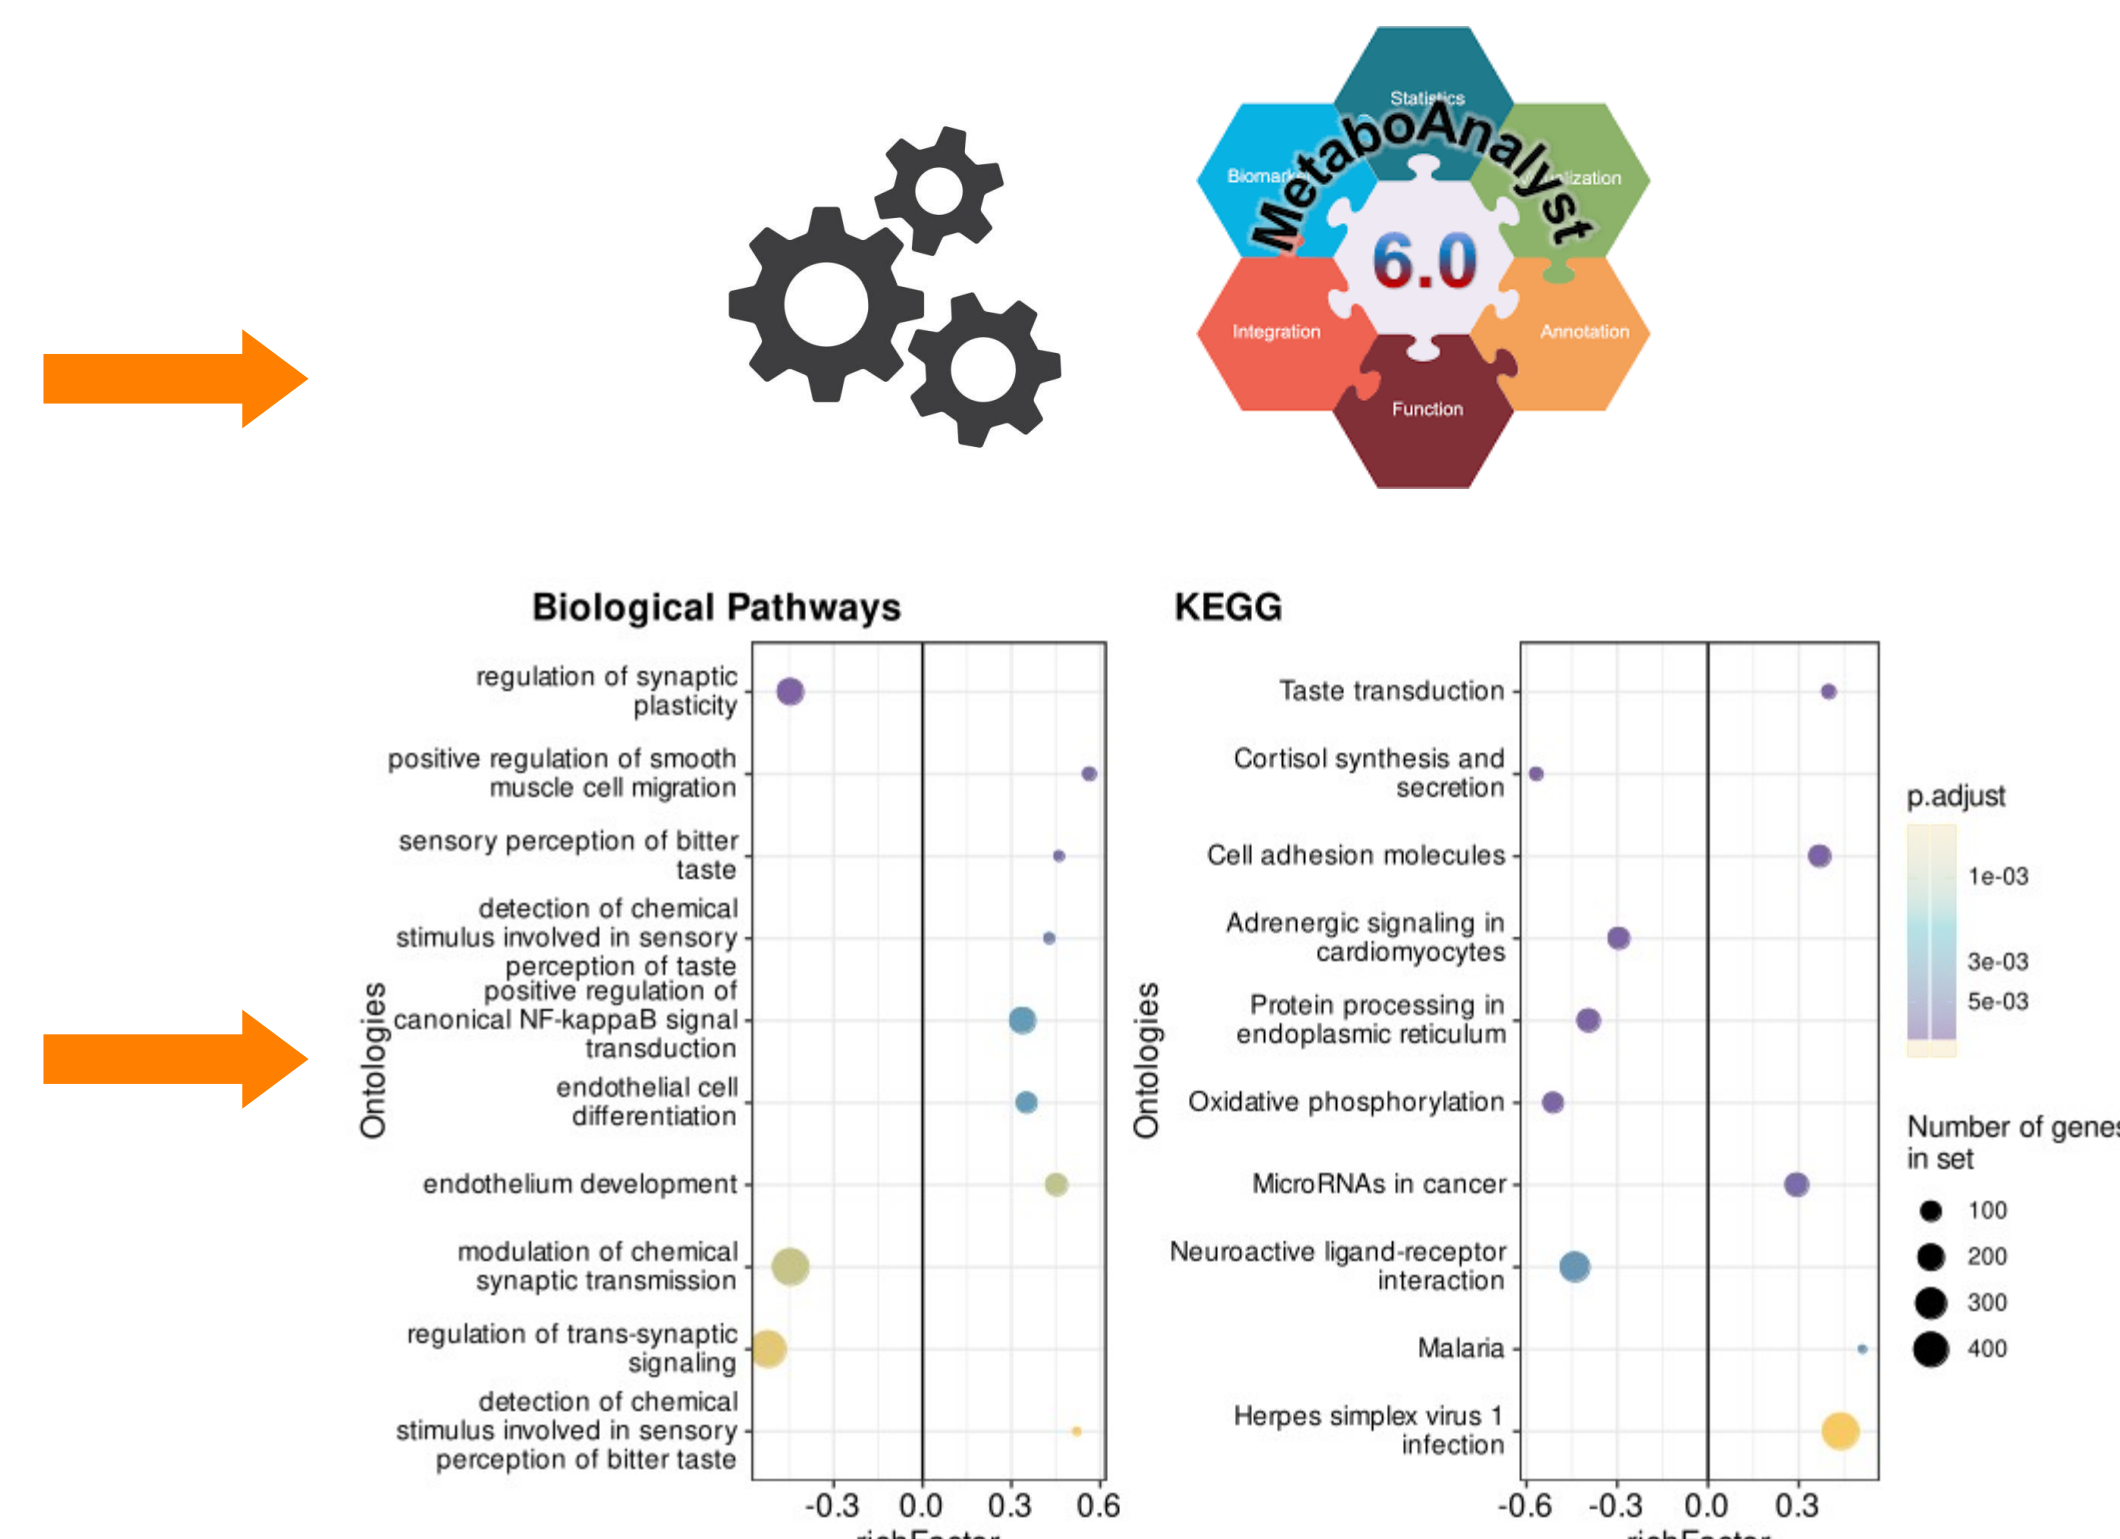 Statistics
MetaboAnalyst
6.0
Integration
Annotation
Function
Biological Pathways
regulation of synaptic
plasticity
positive regulation of smooth
muscle cell migration
sensory perception of bitter
taste
detection of chemical
stimulus involved in sensory
perception of taste
positive regulation of
canonical NF-kappaB signal
transduction
endothelial cell
differentiation
endothelium development
modulation of chemical
synaptic transmission
regulation of trans-synaptic
signaling
detection of chemical
stimulus involved in sensory
perception of bitter taste
Ontologies
-0.3 0.0 0.3 0.6
richFactor
KEGG
Taste transduction
Cortisol synthesis and
secretion
Cell adhesion molecules
Adrenergic signaling in
cardiomyocytes
Protein processing in
endoplasmic reticulum
Oxidative phosphorylation
MicroRNAs in cancer
Neuroactive ligand-receptor
interaction
Malaria
Herpes simplex virus 1
infection
Ontologies
-0.6 -0.3 0.0 0.3
richFactor
p.adjust
1e-03
3e-03
5e-03
Number of genes
in set
100
200
300
400